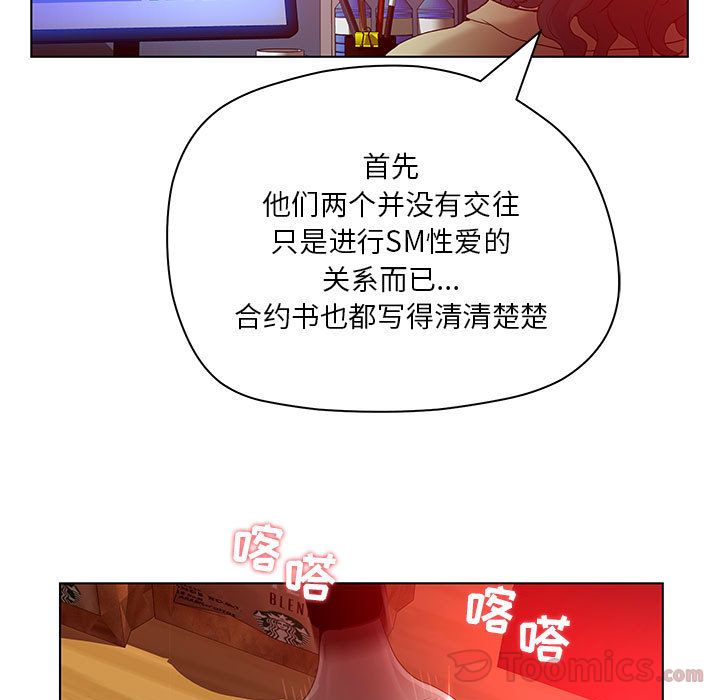 首先
他们两个并没有交往
只是进行SM性爱的
关系而已...
合约书也都写得清清楚楚
喀嗒
喀嗒
BLEN
Toomics.com